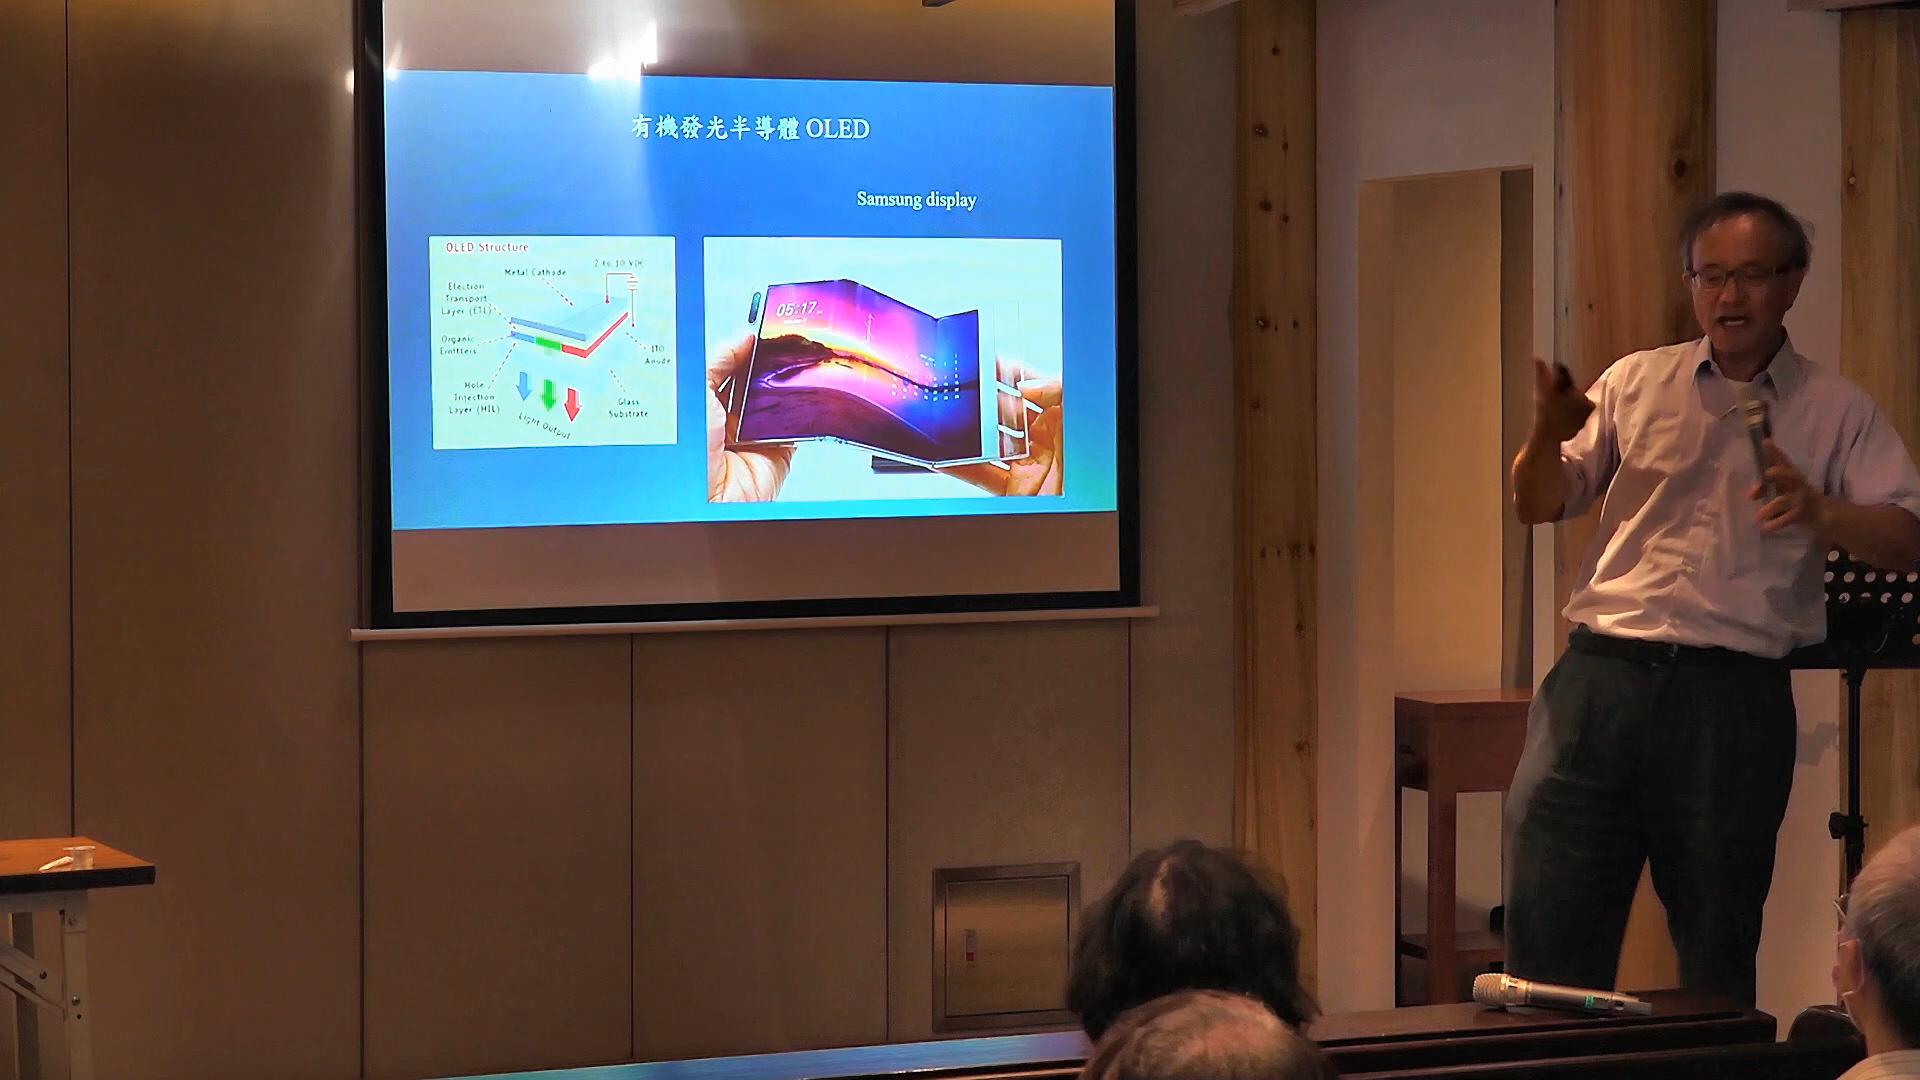 有機發光半導體 OLED
Samsung display
OLED Structure
Metal Cathode
2 to 10 VDC
Election
Transport
Layer (ETL)
Organic
Emitters
ITO
Anode
Hole
Injection
Layer (HIL)
Glass
Substrate
Light Output
05:17